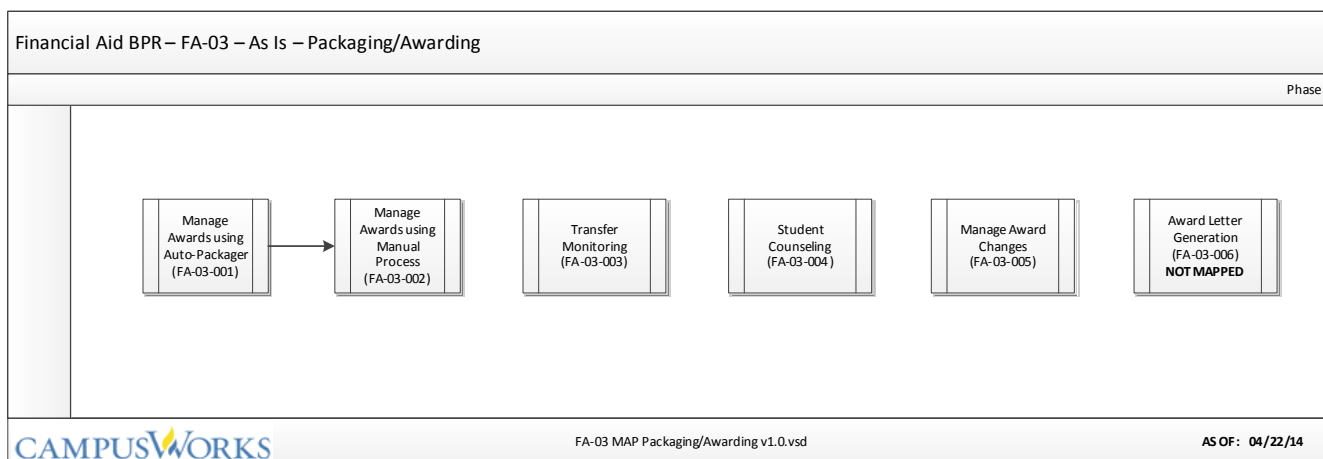 Financial Aid BPR – FA-03 – As Is – Packaging/Awarding
Phase
Manage
Awards using
Auto-Packager
(FA-03-001)
Manage
Awards using
Manual
Process
(FA-03-002)
Transfer
Monitoring
(FA-03-003)
Student
Counseling
(FA-03-004)
Manage Award
Changes
(FA-03-005)
Award Letter
Generation
(FA-03-006)
NOT MAPPED
CAMPUSWORKS
FA-03 MAP Packaging/Awarding v1.0.vsd
AS OF: 04/22/14